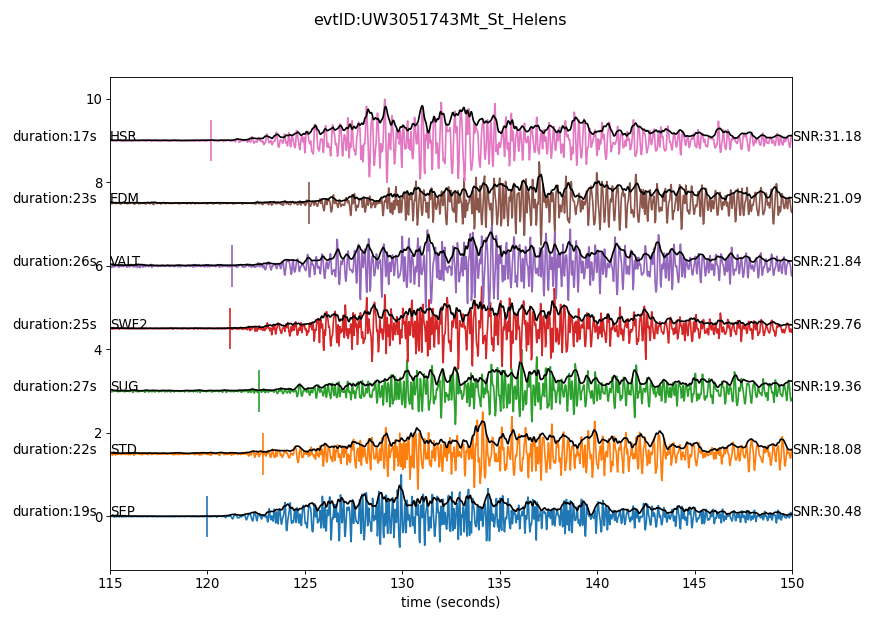 evtID:UW3051743Mt_St_Helens
10
duration:17s HSR SNR:31.18
8
duration:23s EDM SNR:21.09
duration:26s VALT SNR:21.84
6
duration:25s SWF2 SNR:29.76
4
duration:27s SUG SNR:19.36
2
duration:22s STD SNR:18.08
duration:19s SEP SNR:30.48
0
115 120 125 130 135 140 145 150
time (seconds)